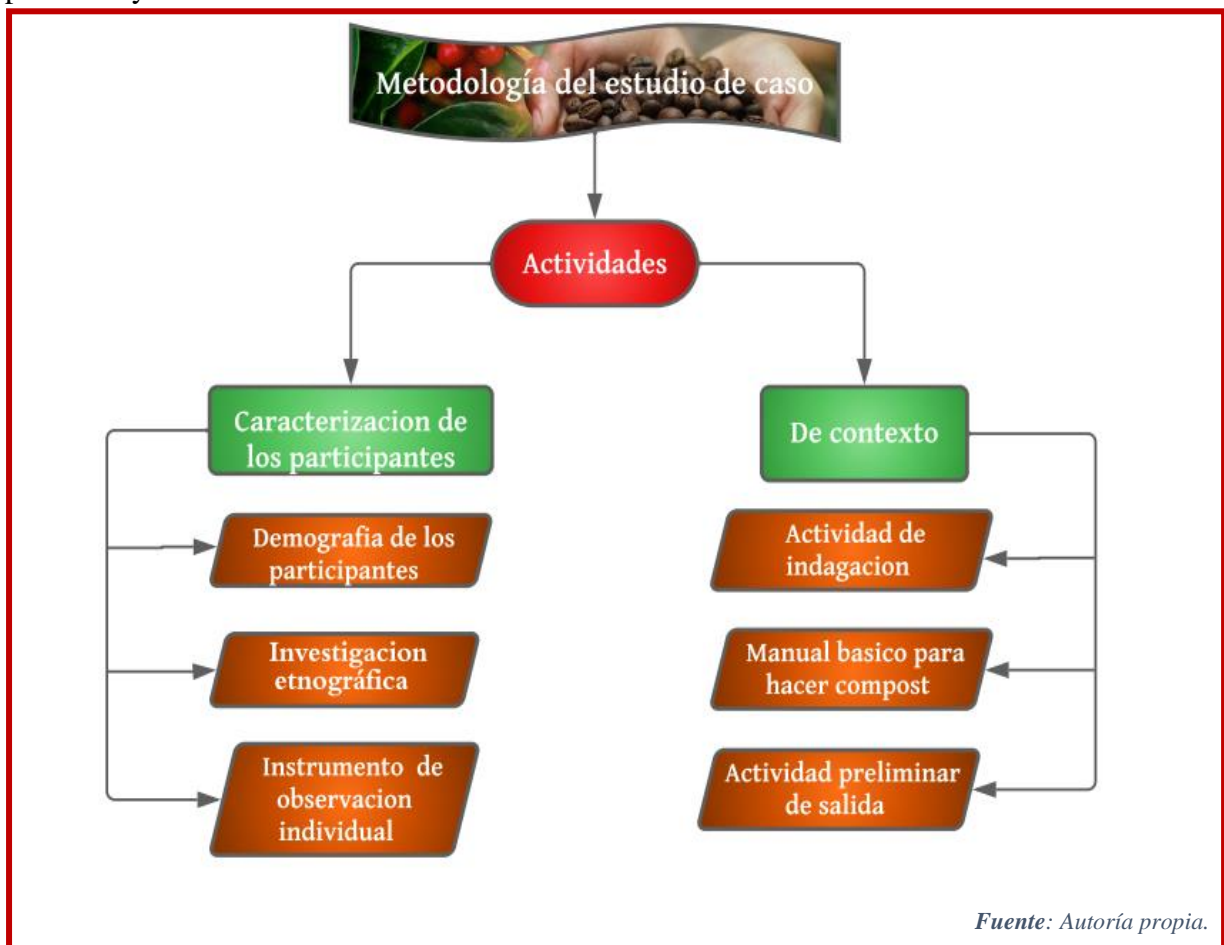 Metodología del estudio de caso
Actividades
Caracterizacion de
los participantes
Demografia de los
participantes
Investigacion
etnográfica
Instrumento de
observacion
individual
De contexto
Actividad de
indagacion
Manual basico para
hacer compost
Actividad preliminar
de salida
Fuente: Autoría propia.